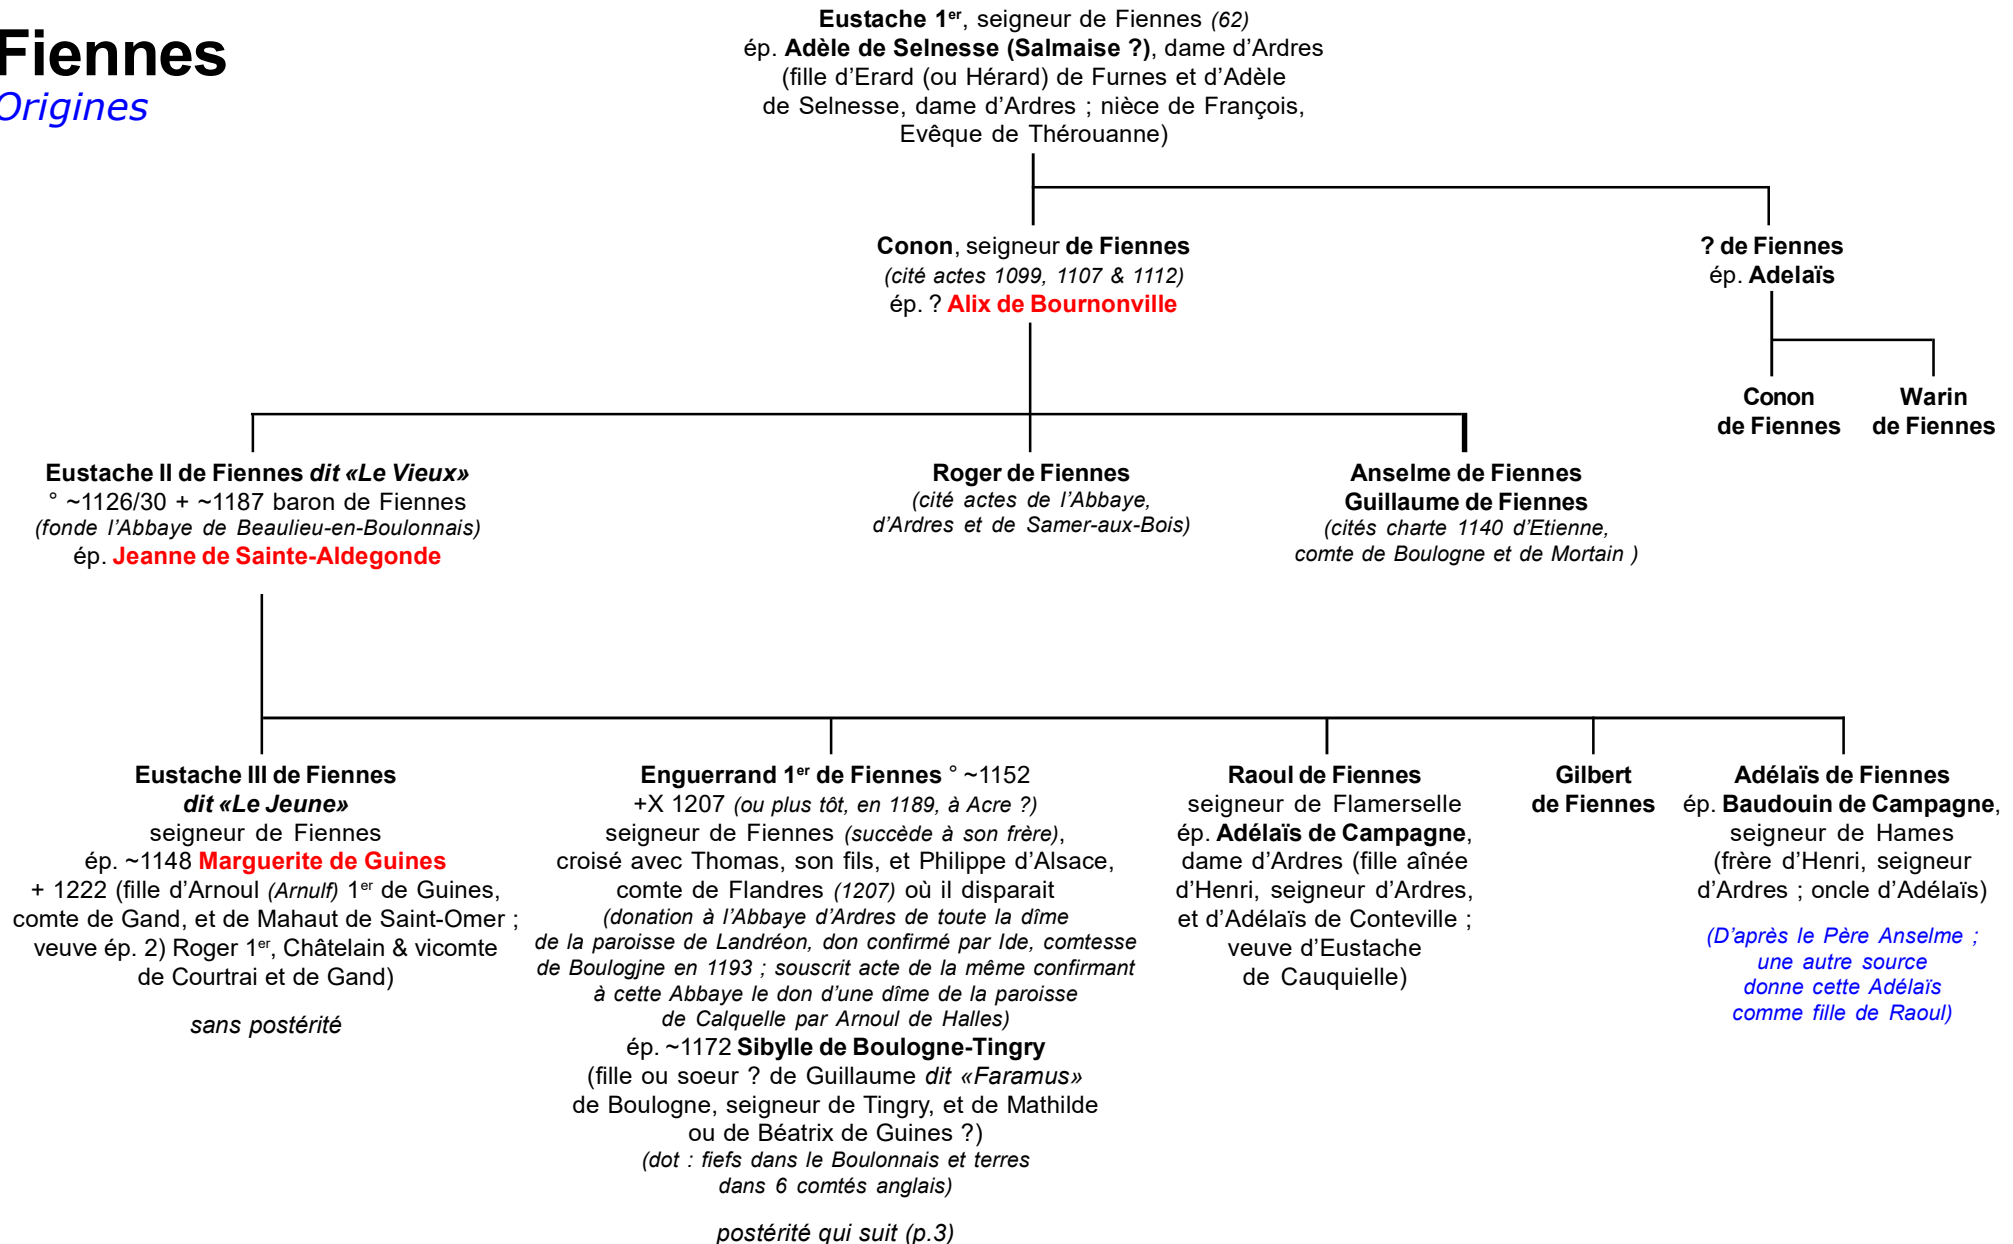 Fiennes
Origines
Eustache 1er, seigneur de Fiennes (62)
ép. Adèle de Selnesse (Salmaise ?), dame d’Ardres
(fille d’Erard (ou Hérard) de Furnes et d’Adèle
de Selnesse, dame d’Ardres ; nièce de François,
Evêque de Thérouanne)
Conon, seigneur de Fiennes
(cité actes 1099, 1107 & 1112)
ép. ? Alix de Bournonville
? de Fiennes
ép. Adelaïs
Conon
de Fiennes
Warin
de Fiennes
Eustache II de Fiennes dit «Le Vieux»
° ~1126/30 + ~1187 baron de Fiennes
(fonde l’Abbaye de Beaulieu-en-Boulonnais)
ép. Jeanne de Sainte-Aldegonde
Roger de Fiennes
(cité actes de l’Abbaye,
d’Ardres et de Samer-aux-Bois)
Anselme de Fiennes
Guillaume de Fiennes
(cités charte 1140 d’Etienne,
comte de Boulogne et de Mortain )
Eustache III de Fiennes
dit «Le Jeune»
seigneur de Fiennes
ép. ~1148 Marguerite de Guines
+ 1222 (fille d’Arnoul (Arnulf) 1er de Guines,
comte de Gand, et de Mahaut de Saint-Omer ;
veuve ép. 2) Roger 1er, Châtelain & vicomte
de Courtrai et de Gand)
sans postérité
Enguerrand 1er de Fiennes ° ~1152
+X 1207 (ou plus tôt, en 1189, à Acre ?)
seigneur de Fiennes (succède à son frère),
croisé avec Thomas, son fils, et Philippe d’Alsace,
comte de Flandres (1207) où il disparait
(donation à l’Abbaye d’Ardres de toute la dîme
de la paroisse de Landréon, don confirmé par Ide, comtesse
de Boulogjne en 1193 ; souscrit acte de la même confirmant
à cette Abbaye le don d’une dîme de la paroisse
de Calquelle par Arnoul de Halles)
ép. ~1172 Sibylle de Boulogne-Tingry
(fille ou soeur ? de Guillaume dit «Faramus»
de Boulogne, seigneur de Tingry, et de Mathilde
ou de Béatrix de Guines ?)
(dot : fiefs dans le Boulonnais et terres
dans 6 comtés anglais)
postérité qui suit (p.3)
Raoul de Fiennes
seigneur de Flamerselle
ép. Adélaïs de Campagne,
dame d’Ardres (fille aînée
d’Henri, seigneur d’Ardres,
et d’Adélaïs de Conteville ;
veuve d’Eustache
de Cauquielle)
Gilbert
de Fiennes
Adélaïs de Fiennes
ép. Baudouin de Campagne,
seigneur de Hames
(frère d’Henri, seigneur
d’Ardres ; oncle d’Adélaïs)
(D’après le Père Anselme ;
une autre source
donne cette Adélaïs
comme fille de Raoul)